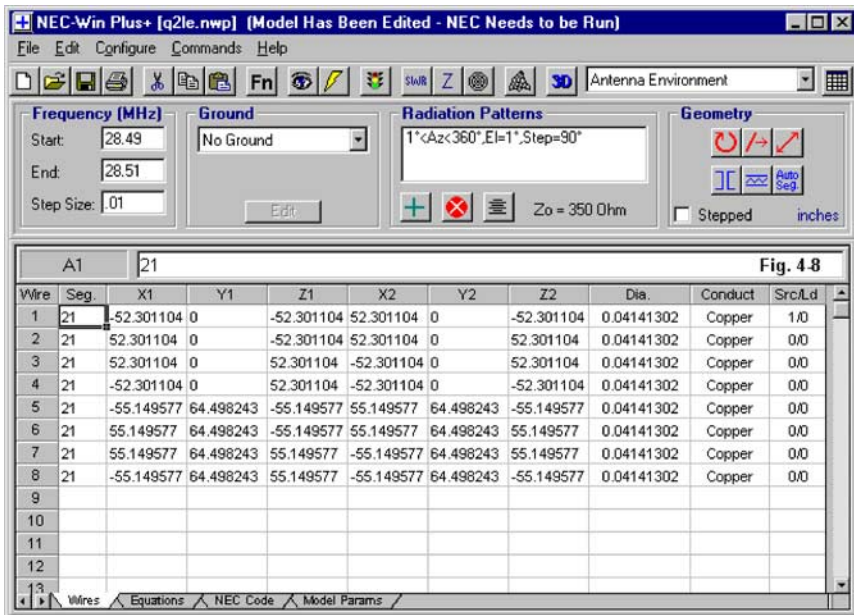 NEC-Win Plus+ [q2le.nwp] (Model Has Been Edited - NEC Needs to be Run)
File Edit Configure Commands Help
Fn SWR Z 3D Antenna Environment
Frequency (MHz) Ground Radiation Patterns Geometry
Start: 28.49 No Ground 1°<Az<360°,El=1°,Step=90°
End: 28.51
Step Size: .01 Edit Zo = 350 Ohm Auto Seg. Stepped inches
A1 21 Fig. 4-8
Wire Seg. X1 Y1 Z1 X2 Y2 Z2 Dia. Conduct Src/Ld
1 21 -52.301104 0 -52.301104 52.301104 0 -52.301104 0.04141302 Copper 1/0
2 21 52.301104 0 -52.301104 52.301104 0 52.301104 0.04141302 Copper 0/0
3 21 52.301104 0 52.301104 -52.301104 0 52.301104 0.04141302 Copper 0/0
4 21 -52.301104 0 52.301104 -52.301104 0 -52.301104 0.04141302 Copper 0/0
5 21 -55.149577 64.498243 -55.149577 55.149577 64.498243 -55.149577 0.04141302 Copper 0/0
6 21 55.149577 64.498243 -55.149577 55.149577 64.498243 55.149577 0.04141302 Copper 0/0
7 21 55.149577 64.498243 55.149577 -55.149577 64.498243 55.149577 0.04141302 Copper 0/0
8 21 -55.149577 64.498243 55.149577 -55.149577 64.498243 -55.149577 0.04141302 Copper 0/0
9
10
11
12
13
Wires Equations NEC Code Model Params